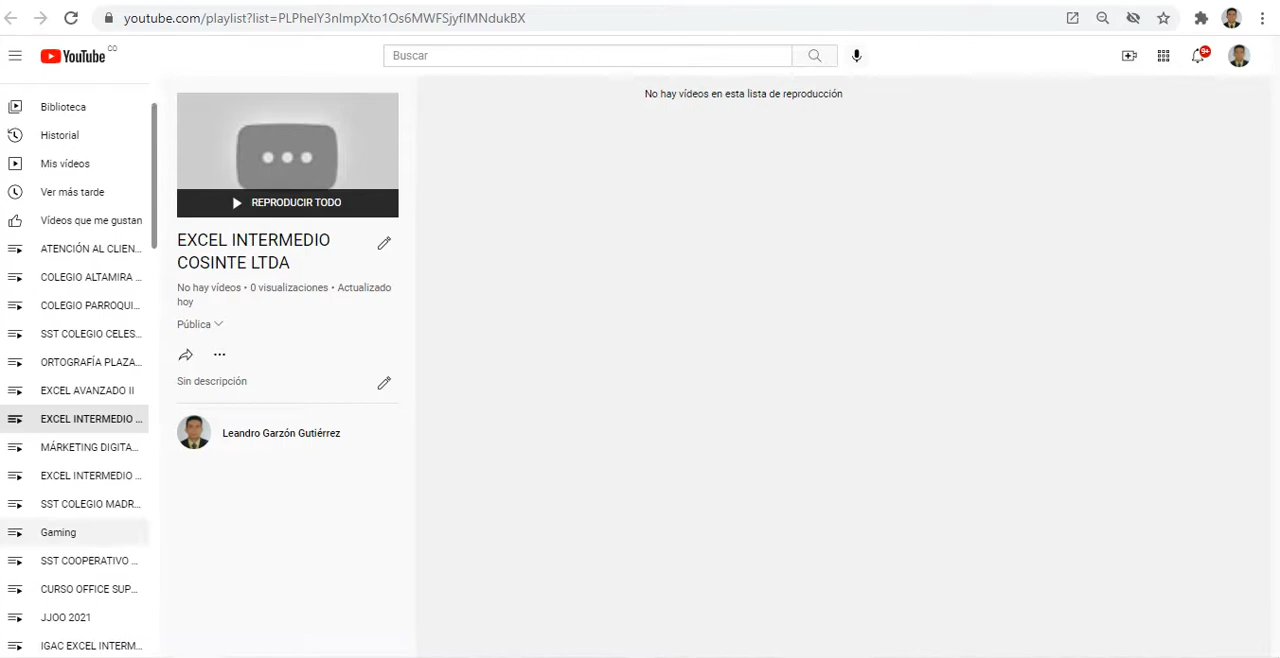 youtube.com/playlist?list=PLPheIY3nlmpXto1Os6MWFSjyfIMNdukBX
YouTube CO
Buscar
9+
Biblioteca
Historial
Mis vídeos
Ver más tarde
Vídeos que me gustan
ATENCIÓN AL CLIEN...
COLEGIO ALTAMIRA ...
COLEGIO PARROQUI...
SST COLEGIO CELES...
ORTOGRAFÍA PLAZA...
EXCEL AVANZADO II
EXCEL INTERMEDIO ...
MÁRKETING DIGITA...
EXCEL INTERMEDIO ...
SST COLEGIO MADR...
Gaming
SST COOPERATIVO ...
CURSO OFFICE SUP...
JJOO 2021
IGAC EXCEL INTERM...
REPRODUCIR TODO
EXCEL INTERMEDIO
COSINTE LTDA
No hay vídeos • 0 visualizaciones • Actualizado
hoy
Pública
Sin descripción
Leandro Garzón Gutiérrez
No hay vídeos en esta lista de reproducción